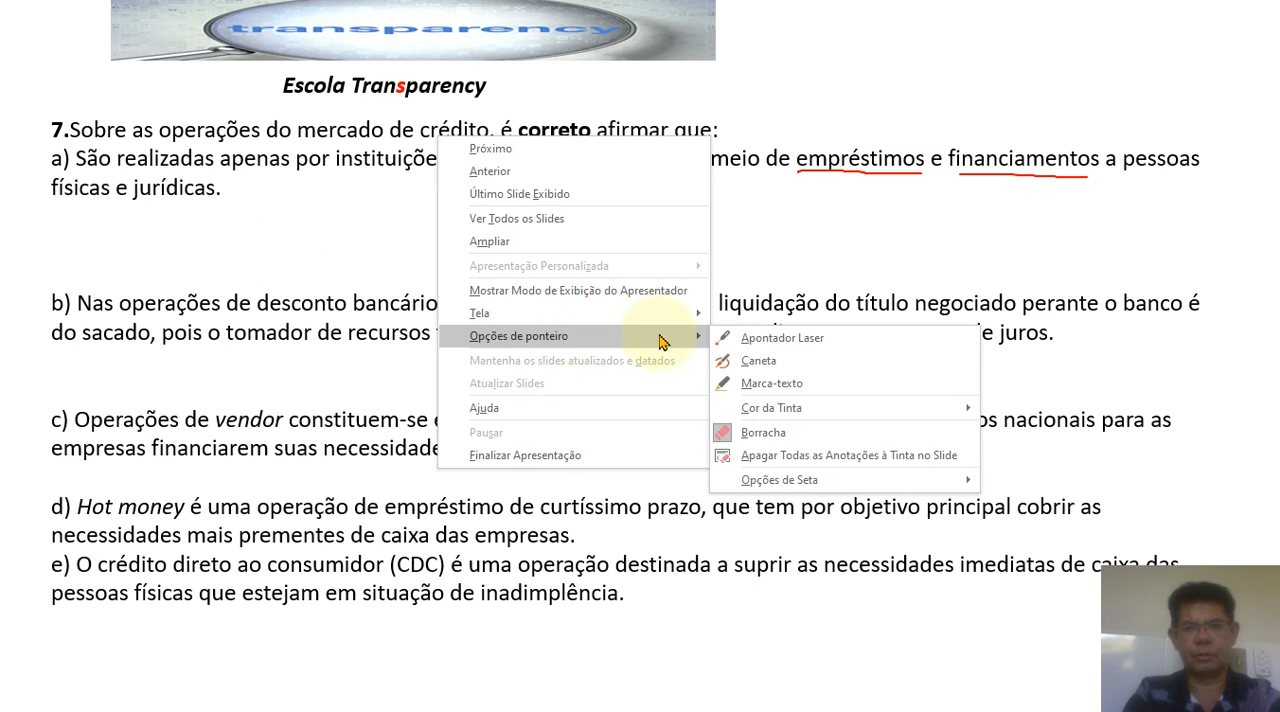 transparency
Escola Transparency
7.Sobre as operações do mercado de crédito, é correto afirmar que:
a) São realizadas apenas por instituiçõe meio de empréstimos e financiamentos a pessoas
físicas e jurídicas.
Próximo
Anterior
Último Slide Exibido
Ver Todos os Slides
Ampliar
Apresentação Personalizada
Mostrar Modo de Exibição do Apresentador
Tela
Opções de ponteiro
Mantenha os slides atualizados e datados
Atualizar Slides
Ajuda
Pausar
Finalizar Apresentação
Apontador Laser
Caneta
Marca-texto
Cor da Tinta
Borracha
Apagar Todas as Anotações à Tinta no Slide
Opções de Seta
b) Nas operações de desconto bancário liquidação do título negociado perante o banco é
do sacado, pois o tomador de recursos e juros.
c) Operações de vendor constituem-se os nacionais para as
empresas financiarem suas necessidade
d) Hot money é uma operação de empréstimo de curtíssimo prazo, que tem por objetivo principal cobrir as
necessidades mais prementes de caixa das empresas.
e) O crédito direto ao consumidor (CDC) é uma operação destinada a suprir as necessidades imediatas de caixa das
pessoas físicas que estejam em situação de inadimplência.